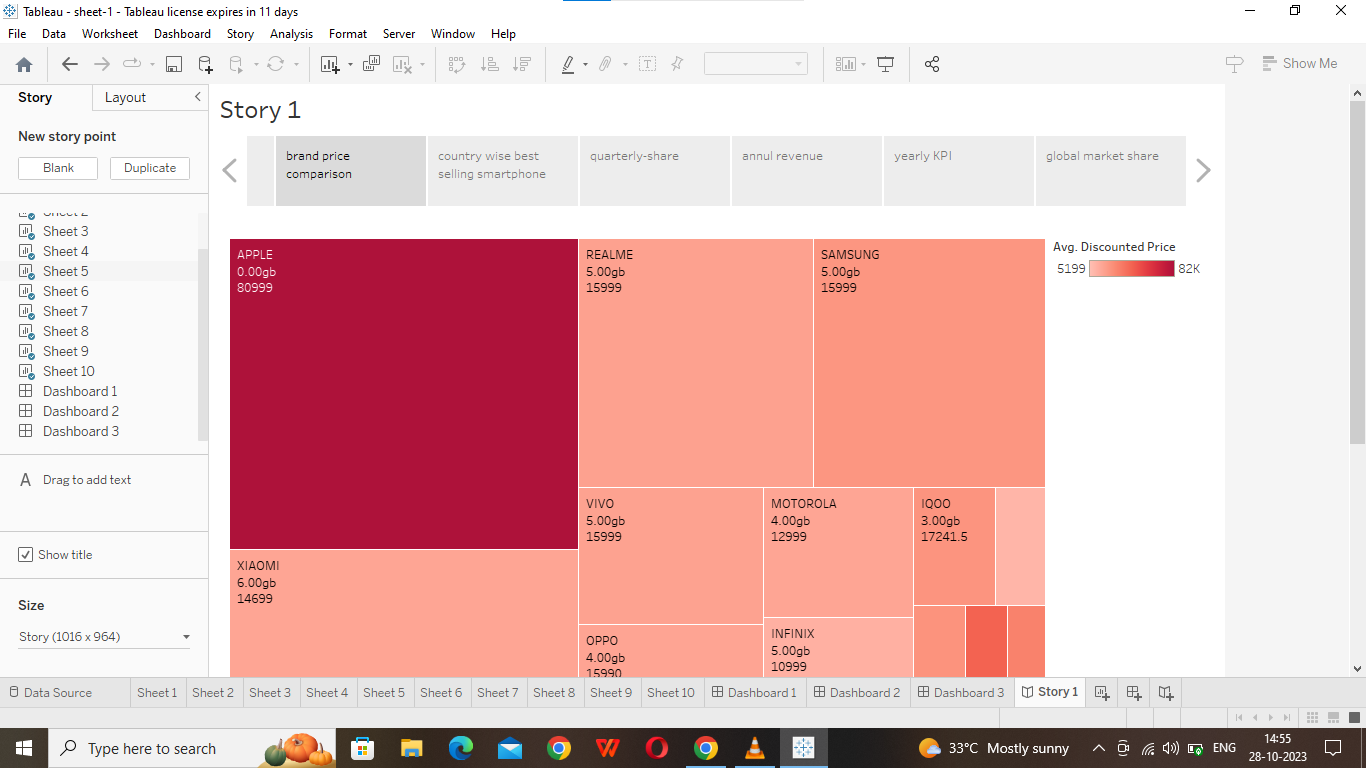 Tableau - sheet-1 - Tableau license expires in 11 days
File Data Worksheet Dashboard Story Analysis Format Server Window Help
Show Me
Story Layout
New story point
Blank Duplicate
Sheet 2
Sheet 3
Sheet 4
Sheet 5
Sheet 6
Sheet 7
Sheet 8
Sheet 9
Sheet 10
Dashboard 1
Dashboard 2
Dashboard 3
A Drag to add text
Show title
Size
Story (1016 x 964)
Story 1
brand price
comparison
country wise best
selling smartphone
quarterly-share
annul revenue
yearly KPI
global market share
APPLE
0.00gb
80999
REALME
5.00gb
15999
SAMSUNG
5.00gb
15999
Avg. Discounted Price
5199 82K
VIVO
5.00gb
15999
MOTOROLA
4.00gb
12999
IQOO
3.00gb
17241.5
XIAOMI
6.00gb
14699
OPPO
4.00gb
15990
INFINIX
5.00gb
10999
Data Source Sheet 1 Sheet 2 Sheet 3 Sheet 4 Sheet 5 Sheet 6 Sheet 7 Sheet 8 Sheet 9 Sheet 10 Dashboard 1 Dashboard 2 Dashboard 3 Story 1
Type here to search
33°C Mostly sunny
ENG
14:55
28-10-2023